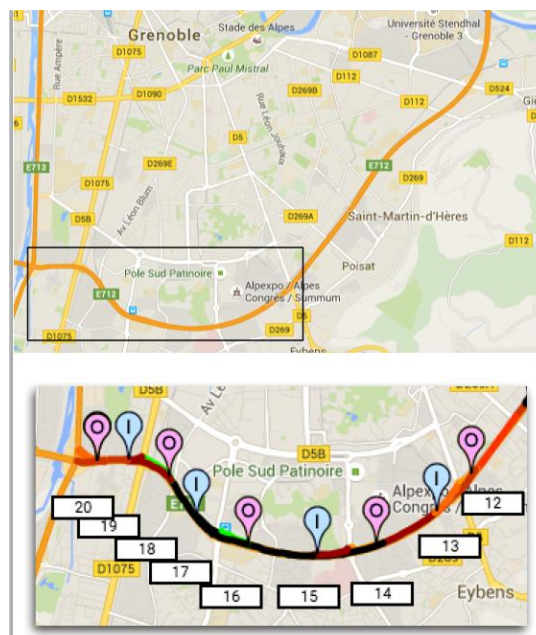 Grenoble
Stade des Alpes
Université Stendhal
- Grenoble 3
D1075
Rue Ampère
Parc Paul Mistral
D1087
D112
D1532
D1090
D269B
D524
D112
Rue Léon Jouhaux
D5
E713
D269E
E712
D269
D1075
Av Léon Blum
D5B
D269A
Saint-Martin-d'Hères
D112
Pole Sud Patinoire
Poisat
E712
Alpexpo / Alpes
Congrès / Summum
D1075
D269
Eybens
D5B
O
I
O
D5B
O
Pole Sud Patinoire
I
I
O
I
O
12
20
19
18
17
16
15
14
13
D1075
Eybens